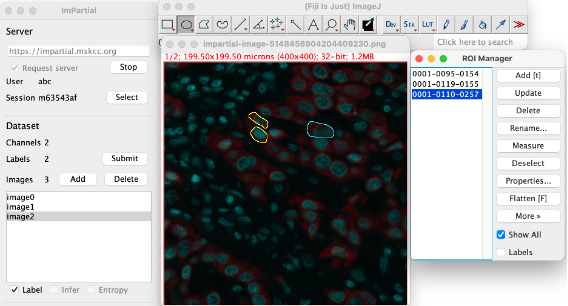 ImPartial
Server
https://impartial.mskcc.org
Request server
Stop
User abc
Session m63543af
Select
Dataset
Channels 2
Labels 2
Submit
Images 3
Add
Delete
image0
image1
image2
Label
Infer
Entropy
(Fiji Is Just) ImageJ
Dev
Stk
LUT
Click here to search
impartial-image-5148456904204409230.png
1/2; 199.50x199.50 microns (400x400); 32-bit; 1.2MB
ROI Manager
0001-0095-0154
0001-0119-0155
0001-0110-0257
Add [t]
Update
Delete
Rename...
Measure
Deselect
Properties...
Flatten [F]
More »
Show All
Labels